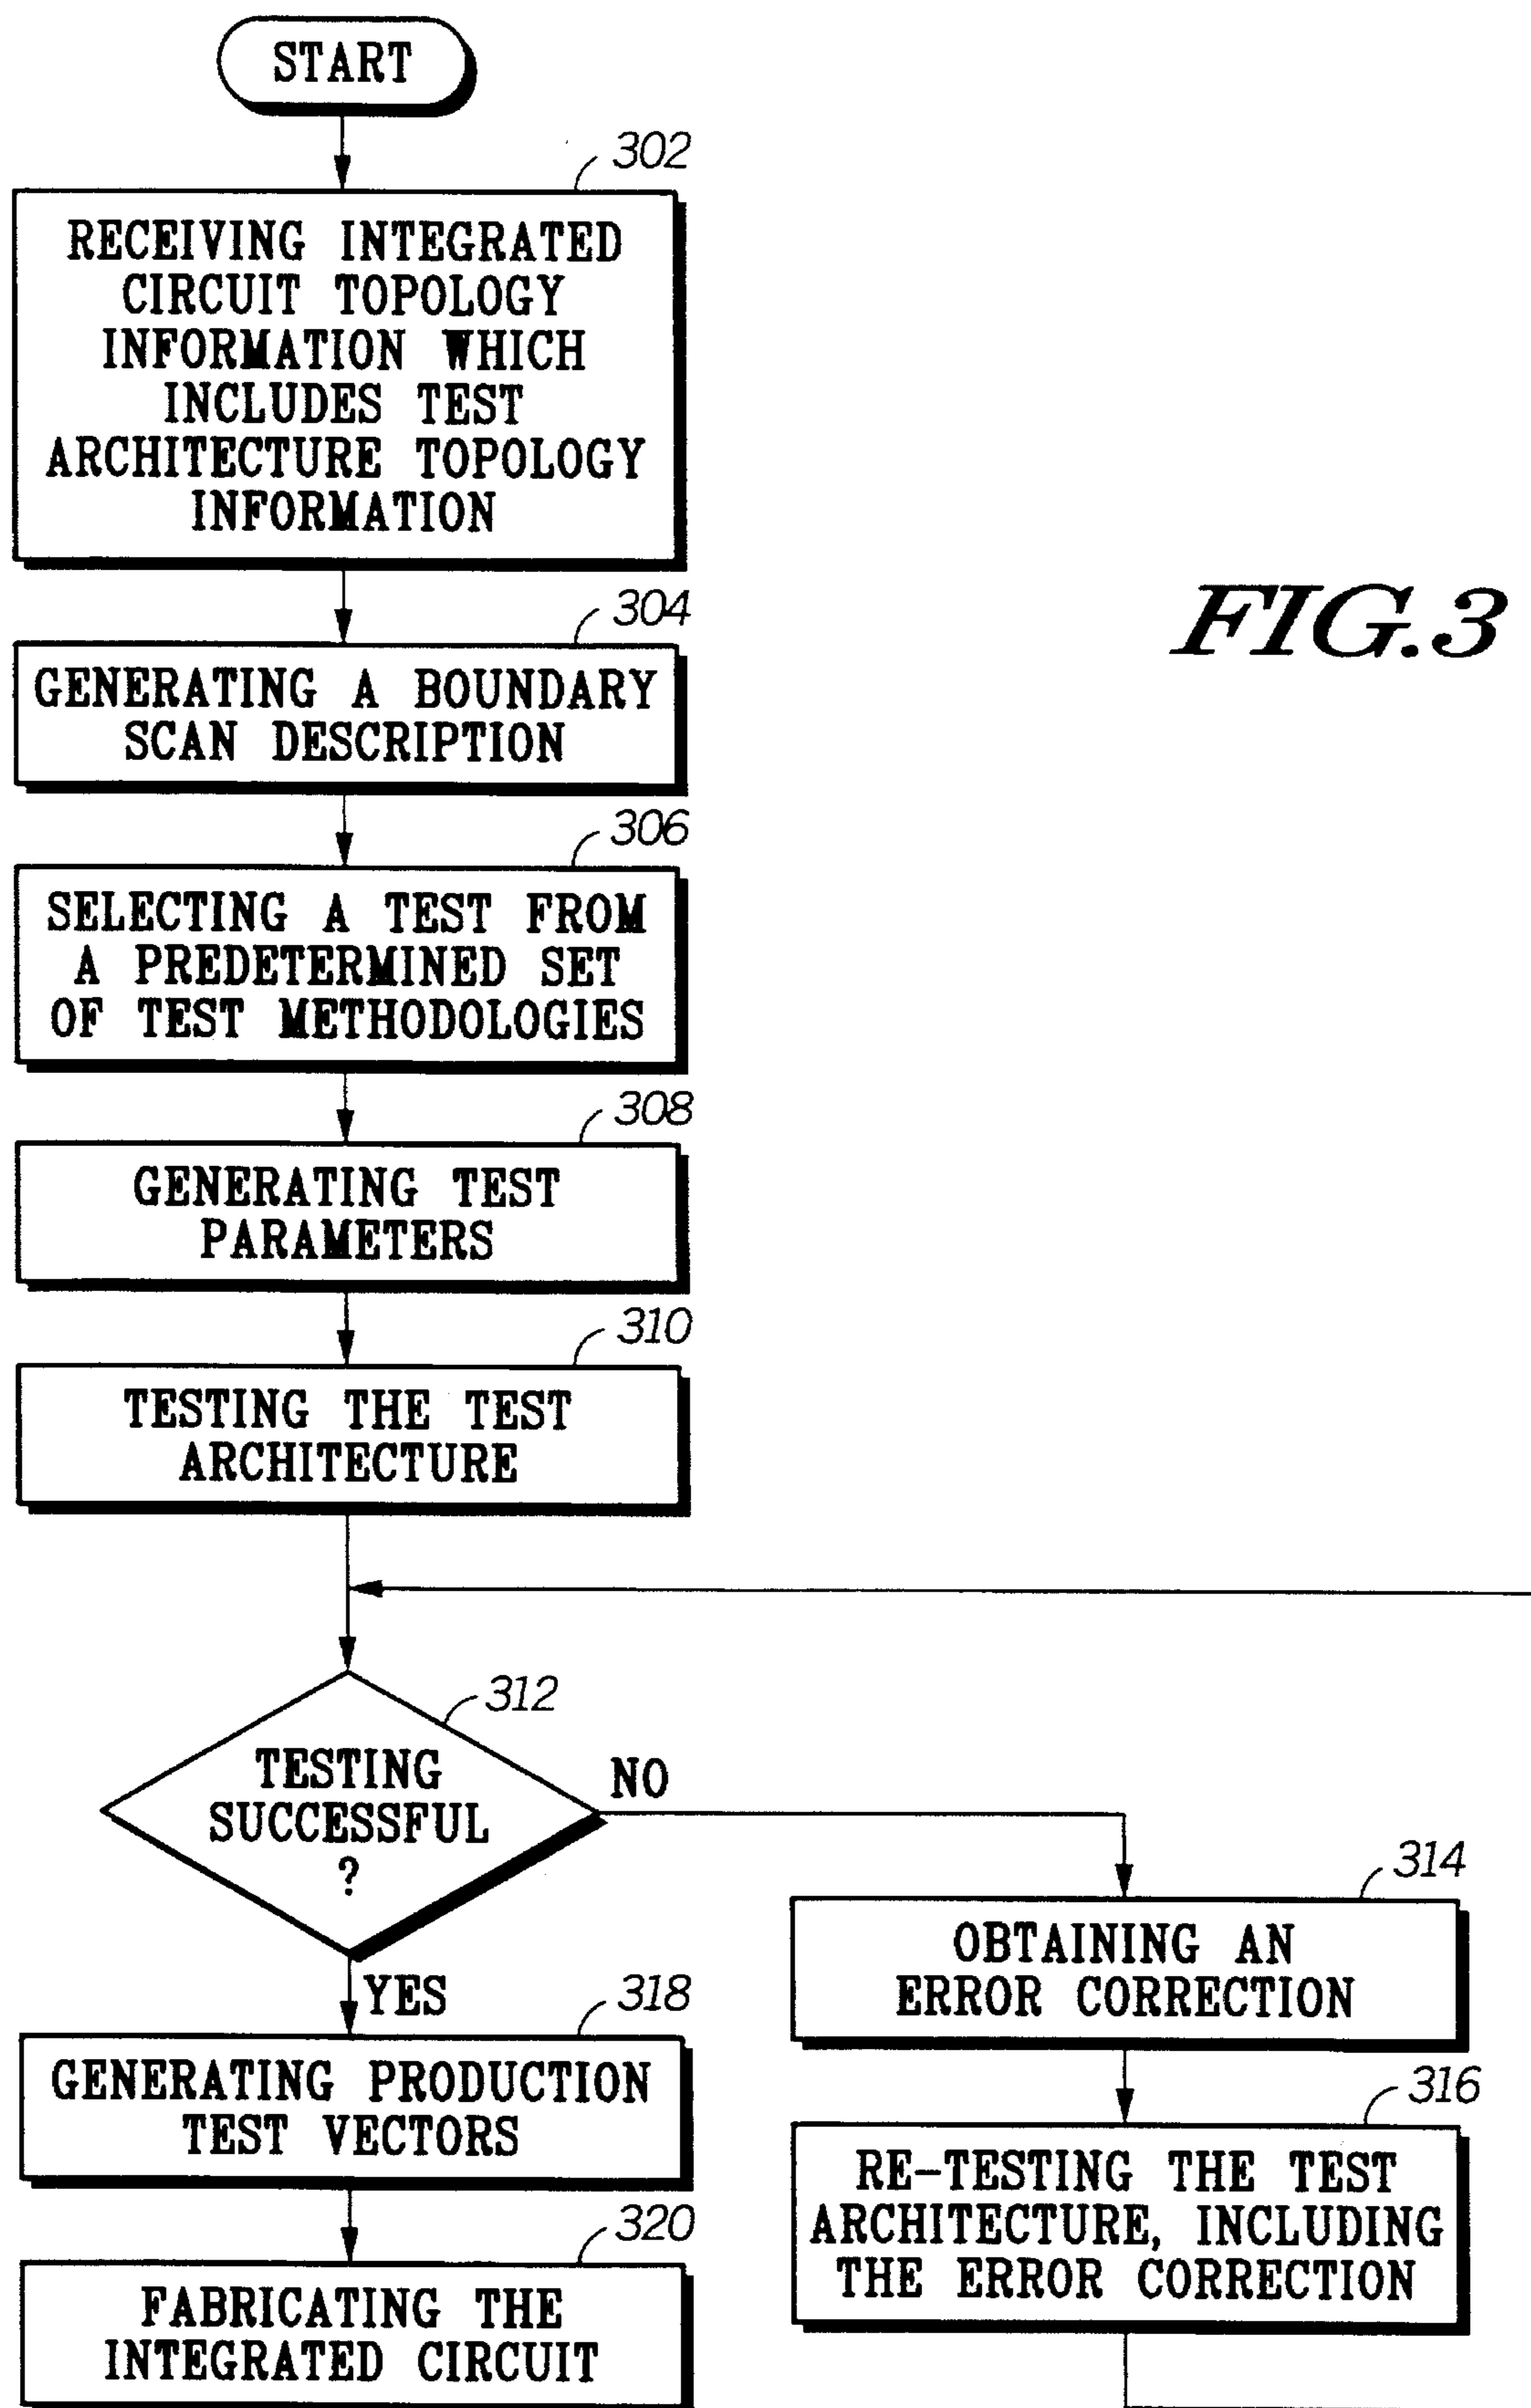 START
302
RECEIVING INTEGRATED
CIRCUIT TOPOLOGY
INFORMATION WHICH
INCLUDES TEST
ARCHITECTURE TOPOLOGY
INFORMATION
304
FIG.3
GENERATING A BOUNDARY
SCAN DESCRIPTION
306
SELECTING A TEST FROM
A PREDETERMINED SET
OF TEST METHODOLOGIES
308
GENERATING TEST
PARAMETERS
310
TESTING THE TEST
ARCHITECTURE
312
TESTING
SUCCESSFUL
?
NO
314
OBTAINING AN
ERROR CORRECTION
YES
318
GENERATING PRODUCTION
TEST VECTORS
316
RE-TESTING THE TEST
ARCHITECTURE, INCLUDING
THE ERROR CORRECTION
320
FABRICATING THE
INTEGRATED CIRCUIT